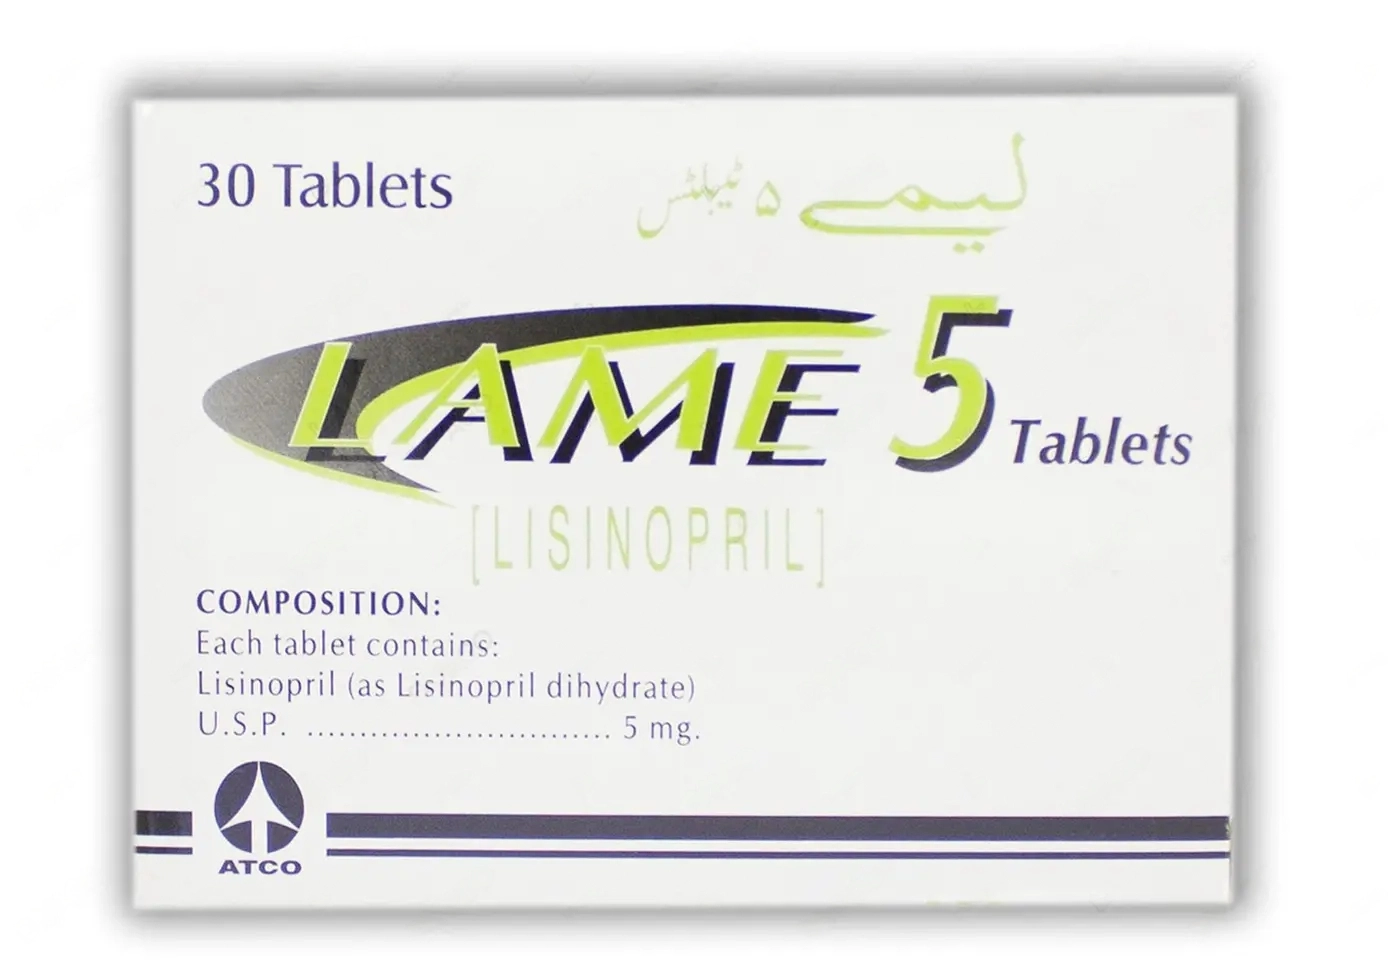 30 Tablets
لیمے ۵ ٹیبلٹس
LAME 5 Tablets
[LISINOPRIL]
COMPOSITION:
Each tablet contains:
Lisinopril (as Lisinopril dihydrate)
U.S.P. ............................. 5 mg.
ATCO